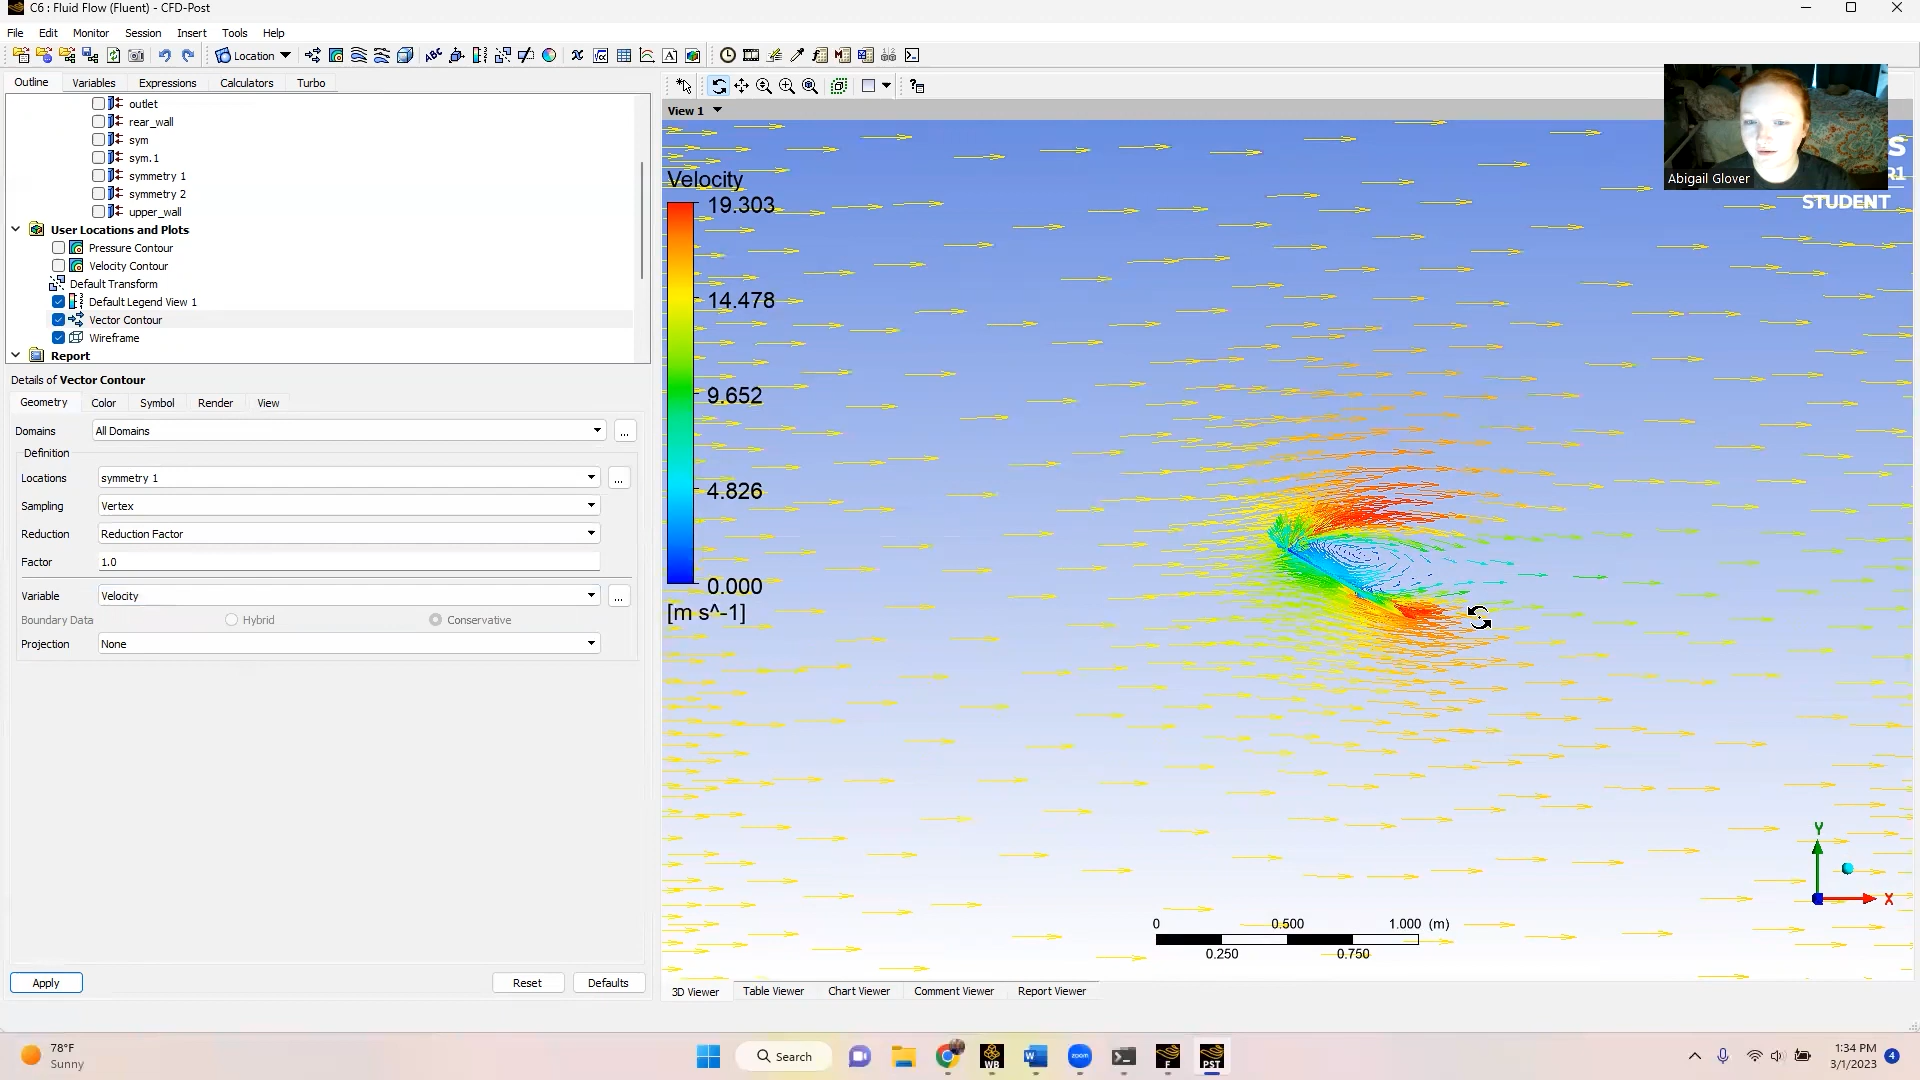 C6 : Fluid Flow (Fluent) - CFD-Post
File Edit Monitor Session Insert Tools Help
Location
Outline Variables Expressions Calculators Turbo
outlet
rear_wall
sym
sym.1
symmetry 1
symmetry 2
upper_wall
User Locations and Plots
Pressure Contour
Velocity Contour
Default Transform
Default Legend View 1
Vector Contour
Wireframe
Report
Details of Vector Contour
Geometry Color Symbol Render View
Domains All Domains ...
Definition
Locations symmetry 1 ...
Sampling Vertex
Reduction Reduction Factor
Factor 1.0
Variable Velocity ...
Boundary Data Hybrid Conservative
Projection None
Apply Reset Defaults
View 1
Velocity
19.303
14.478
9.652
4.826
0.000
[m s^-1]
Abigail Glover
S
R1
STUDENT
Y
X
0 0.500 1.000 (m)
0.250 0.750
3D Viewer Table Viewer Chart Viewer Comment Viewer Report Viewer
78°F
Sunny
Search
WB
zoom
F
PST
1:34 PM
3/1/2023
4